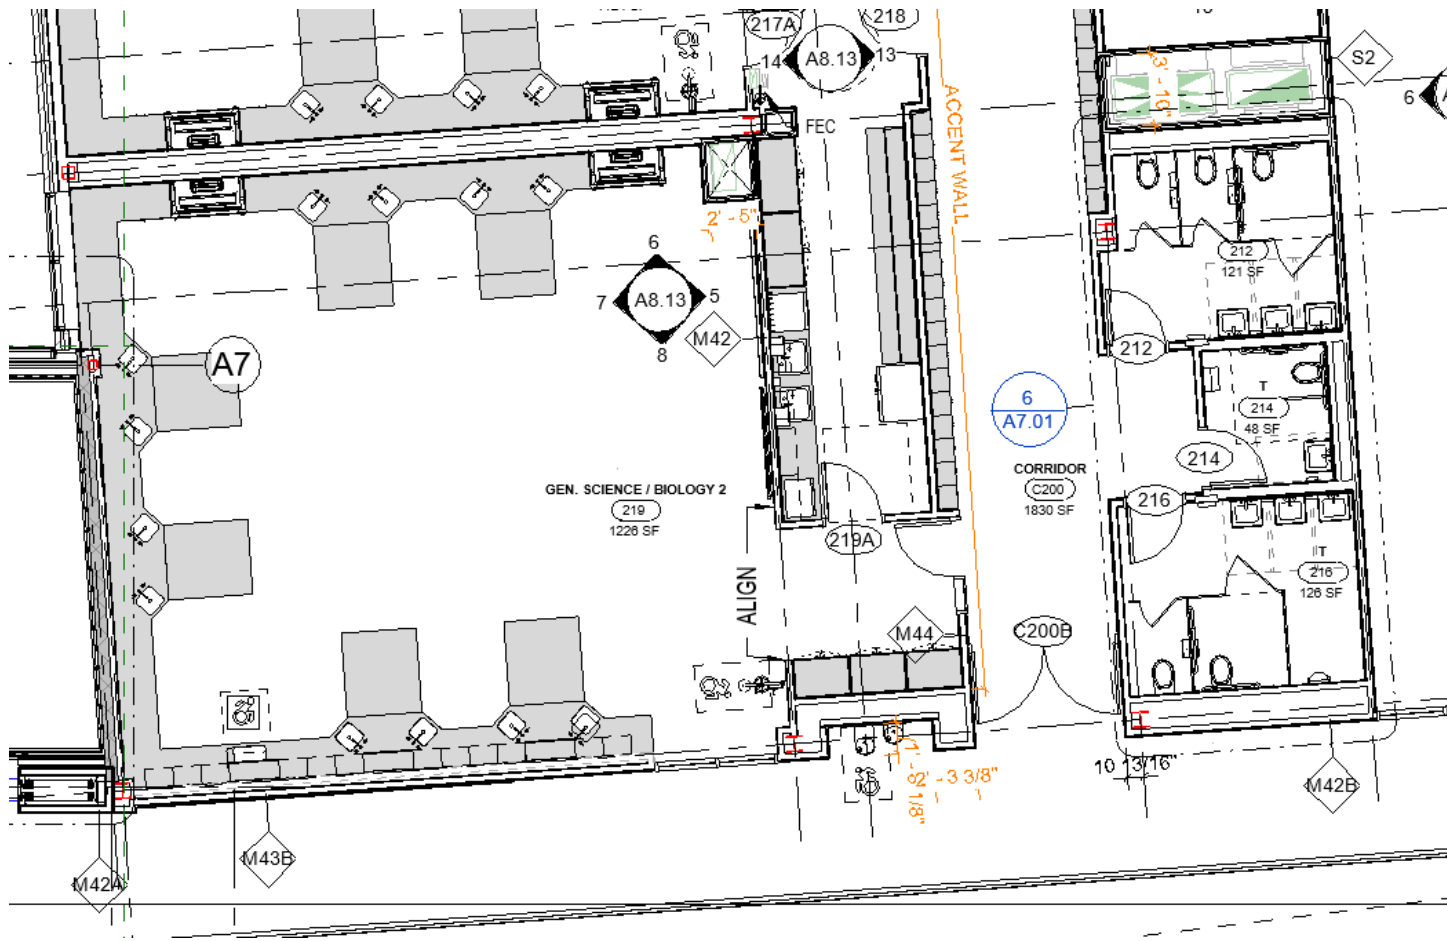 217A
218
14
A8.13
13
S2
3' - 10"
6
FEC
ACCENT WALL
2' - 5"
6
7
A8.13
5
8
M42
212
121 SF
212
A7
6
A7.01
T
214
48 SF
214
CORRIDOR
C200
1830 SF
216
GEN. SCIENCE / BIOLOGY 2
219
1226 SF
219A
T
216
126 SF
ALIGN
M44
C200B
2' - 3 3/8"
10 13/16"
M42B
M43B
M42A